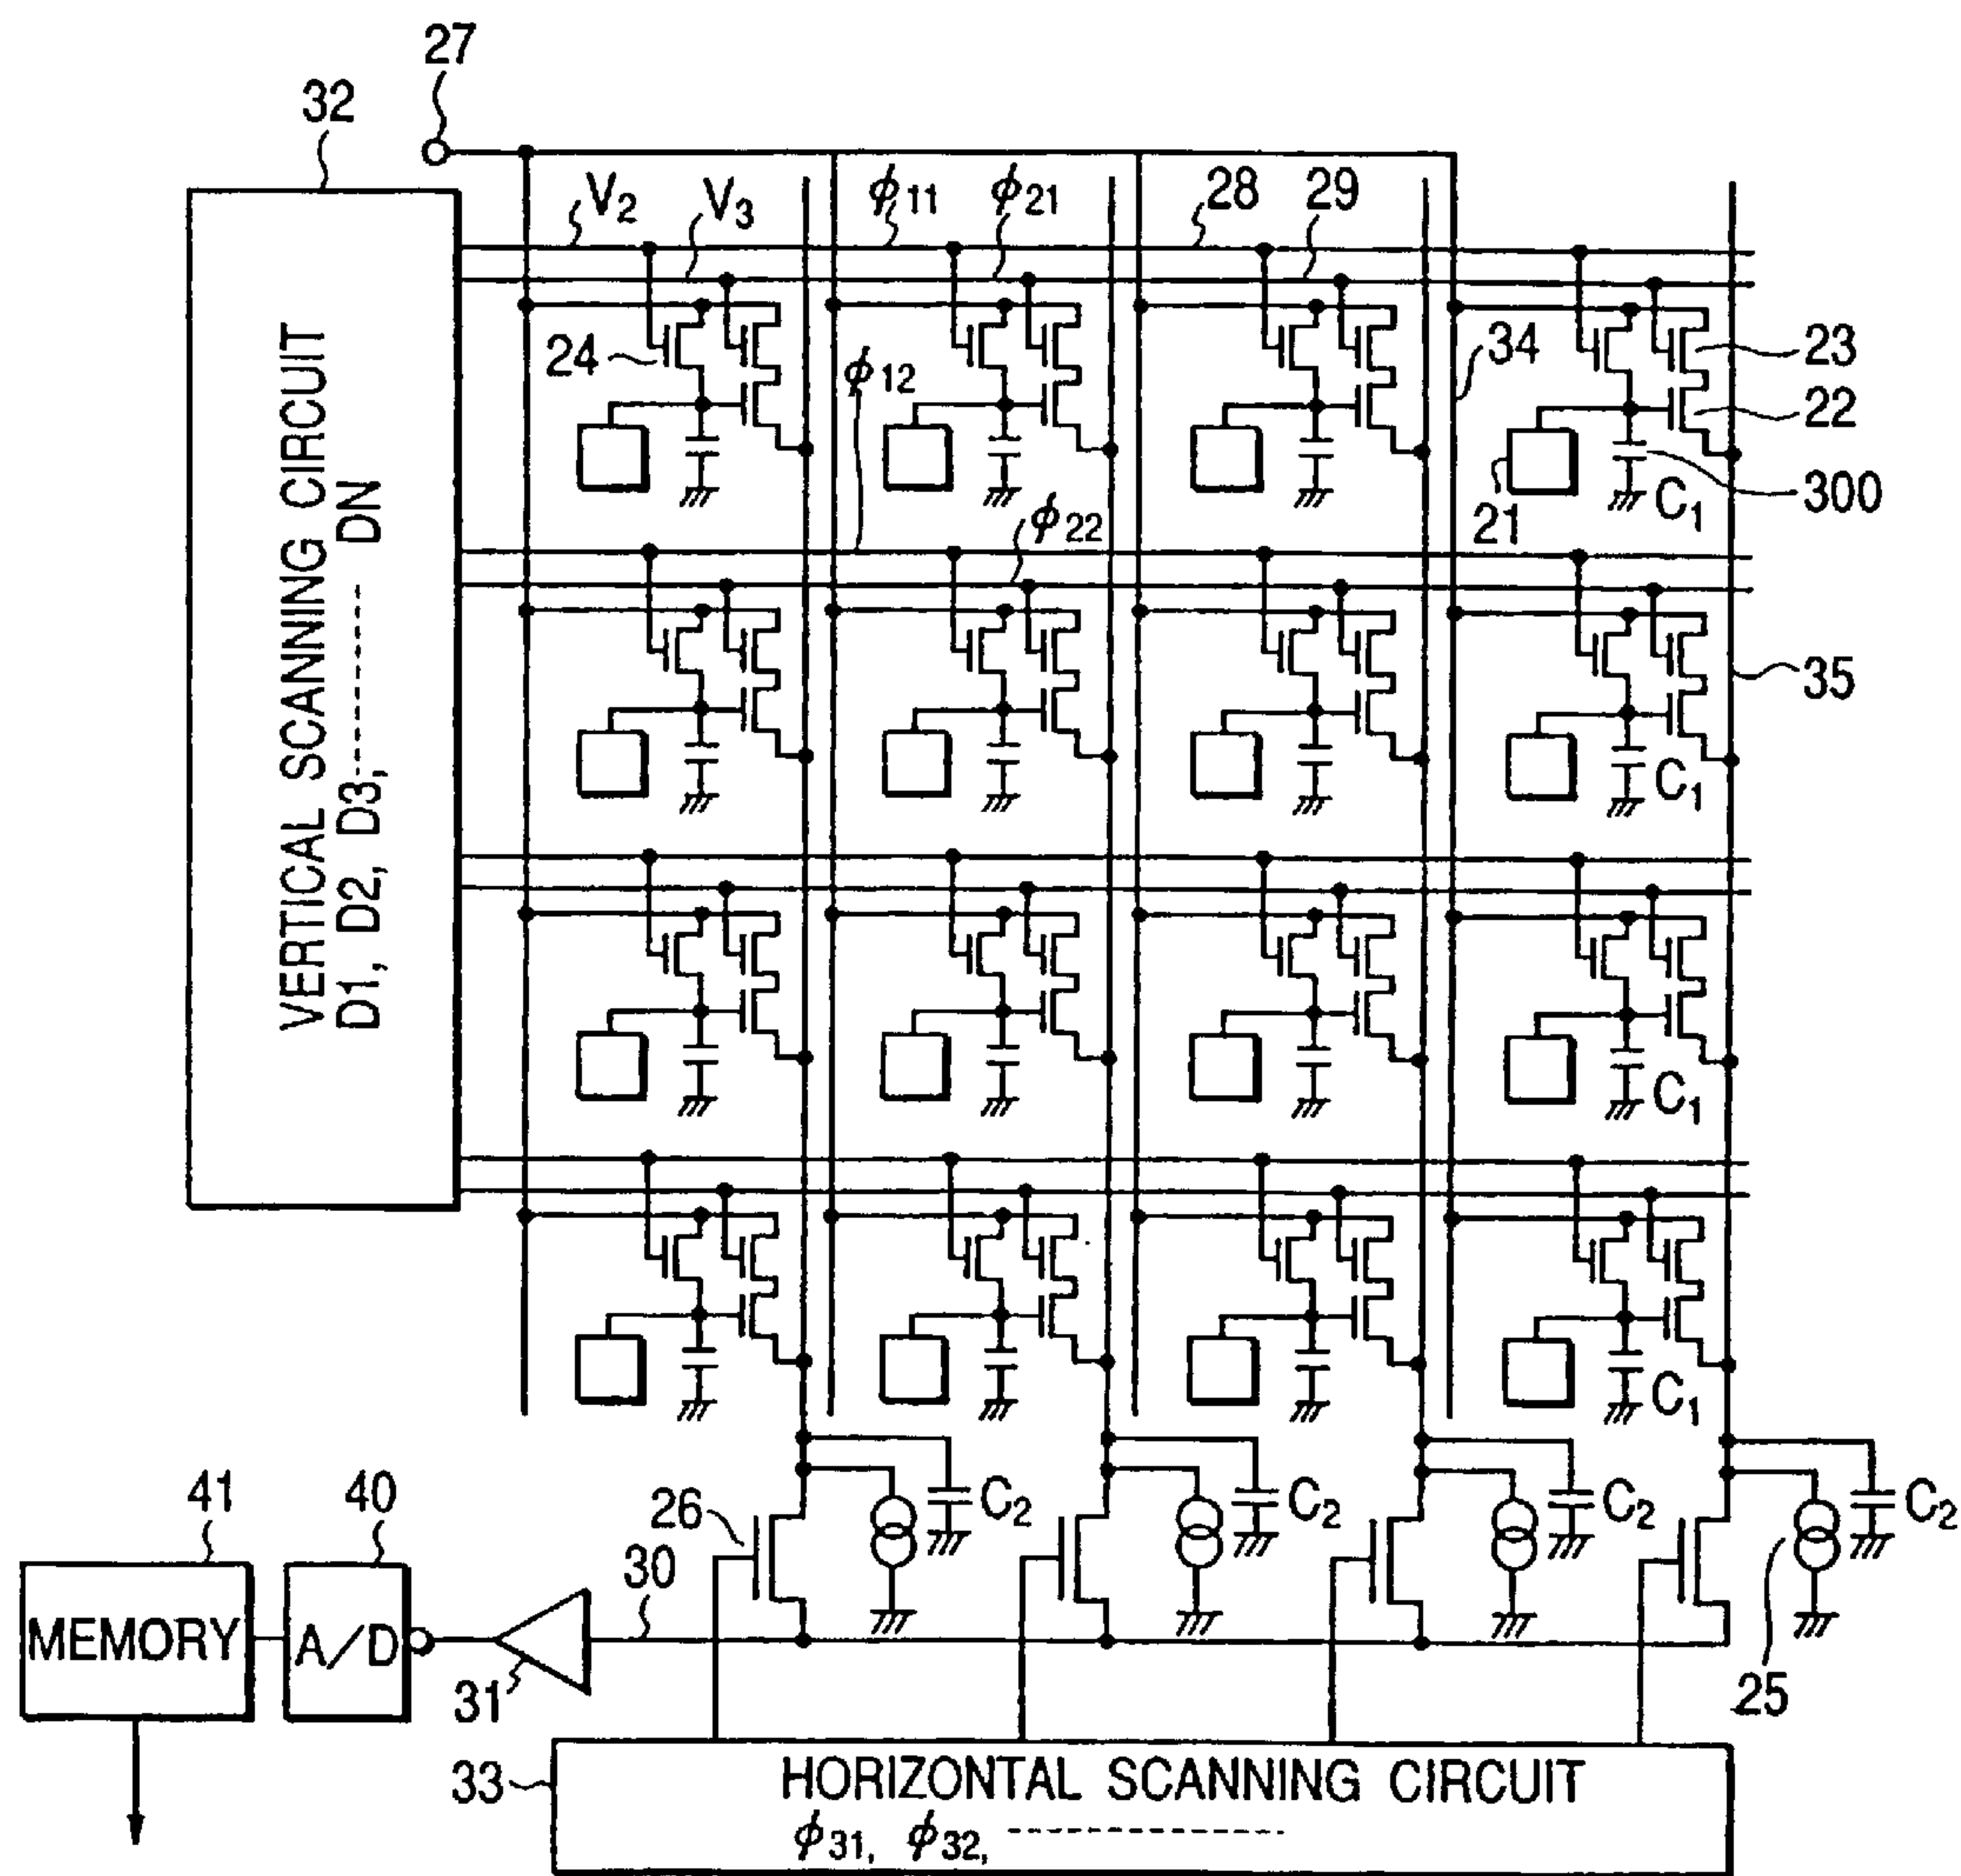 27
32
V2 V3 ϕ11 ϕ21 28 29
24 ϕ12 34 23
22
21 C1 300
ϕ22
VERTICAL SCANNING CIRCUIT
D1, D2, D3,--------- DN
35
C1
C1
C1
41 40 26 C2 C2 C2 C2
30
MEMORY A/D
31 25
33 HORIZONTAL SCANNING CIRCUIT
ϕ31, ϕ32, ----------------